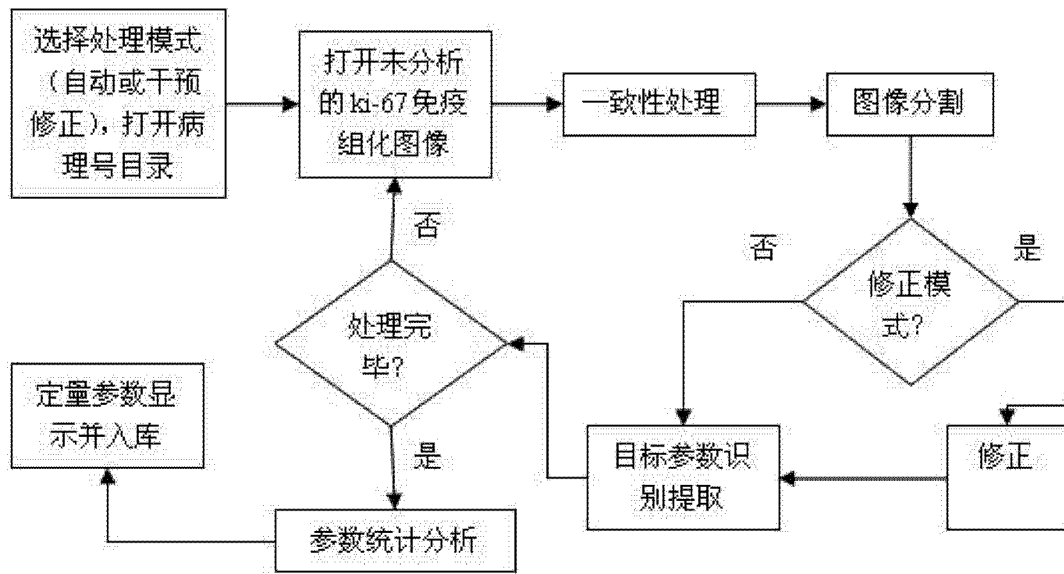 选择处理模式
（自动或干预
修正），打开病
理号目录
打开未分析
的ki-67免疫
组化图像
一致性处理
图像分割
否
否
是
修正模
式？
处理完
毕？
定量参数显
示并入库
是
目标参数识
别提取
修正
参数统计分析